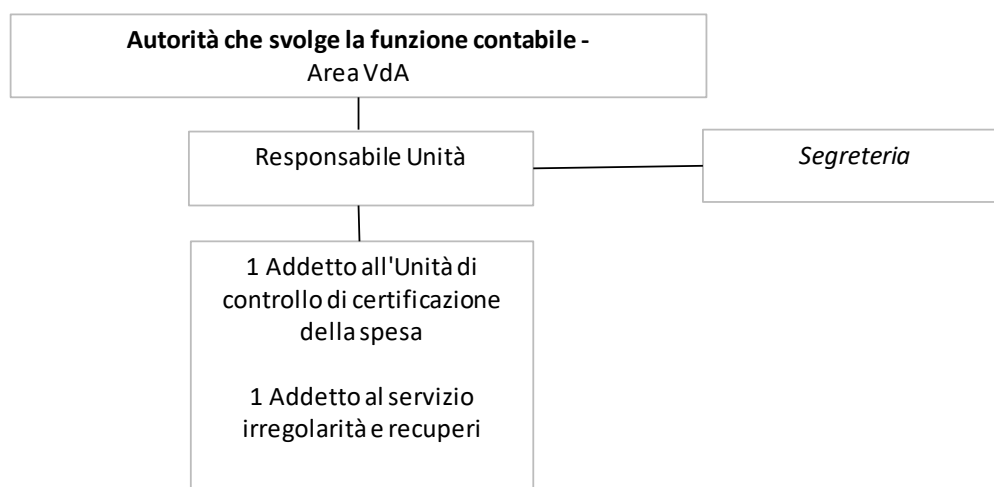 Autorità che svolge la funzione contabile -
Area VdA
Responsabile Unità
Segreteria
1 Addetto all'Unità di
controllo di certificazione
della spesa
1 Addetto al servizio
irregolarità e recuperi